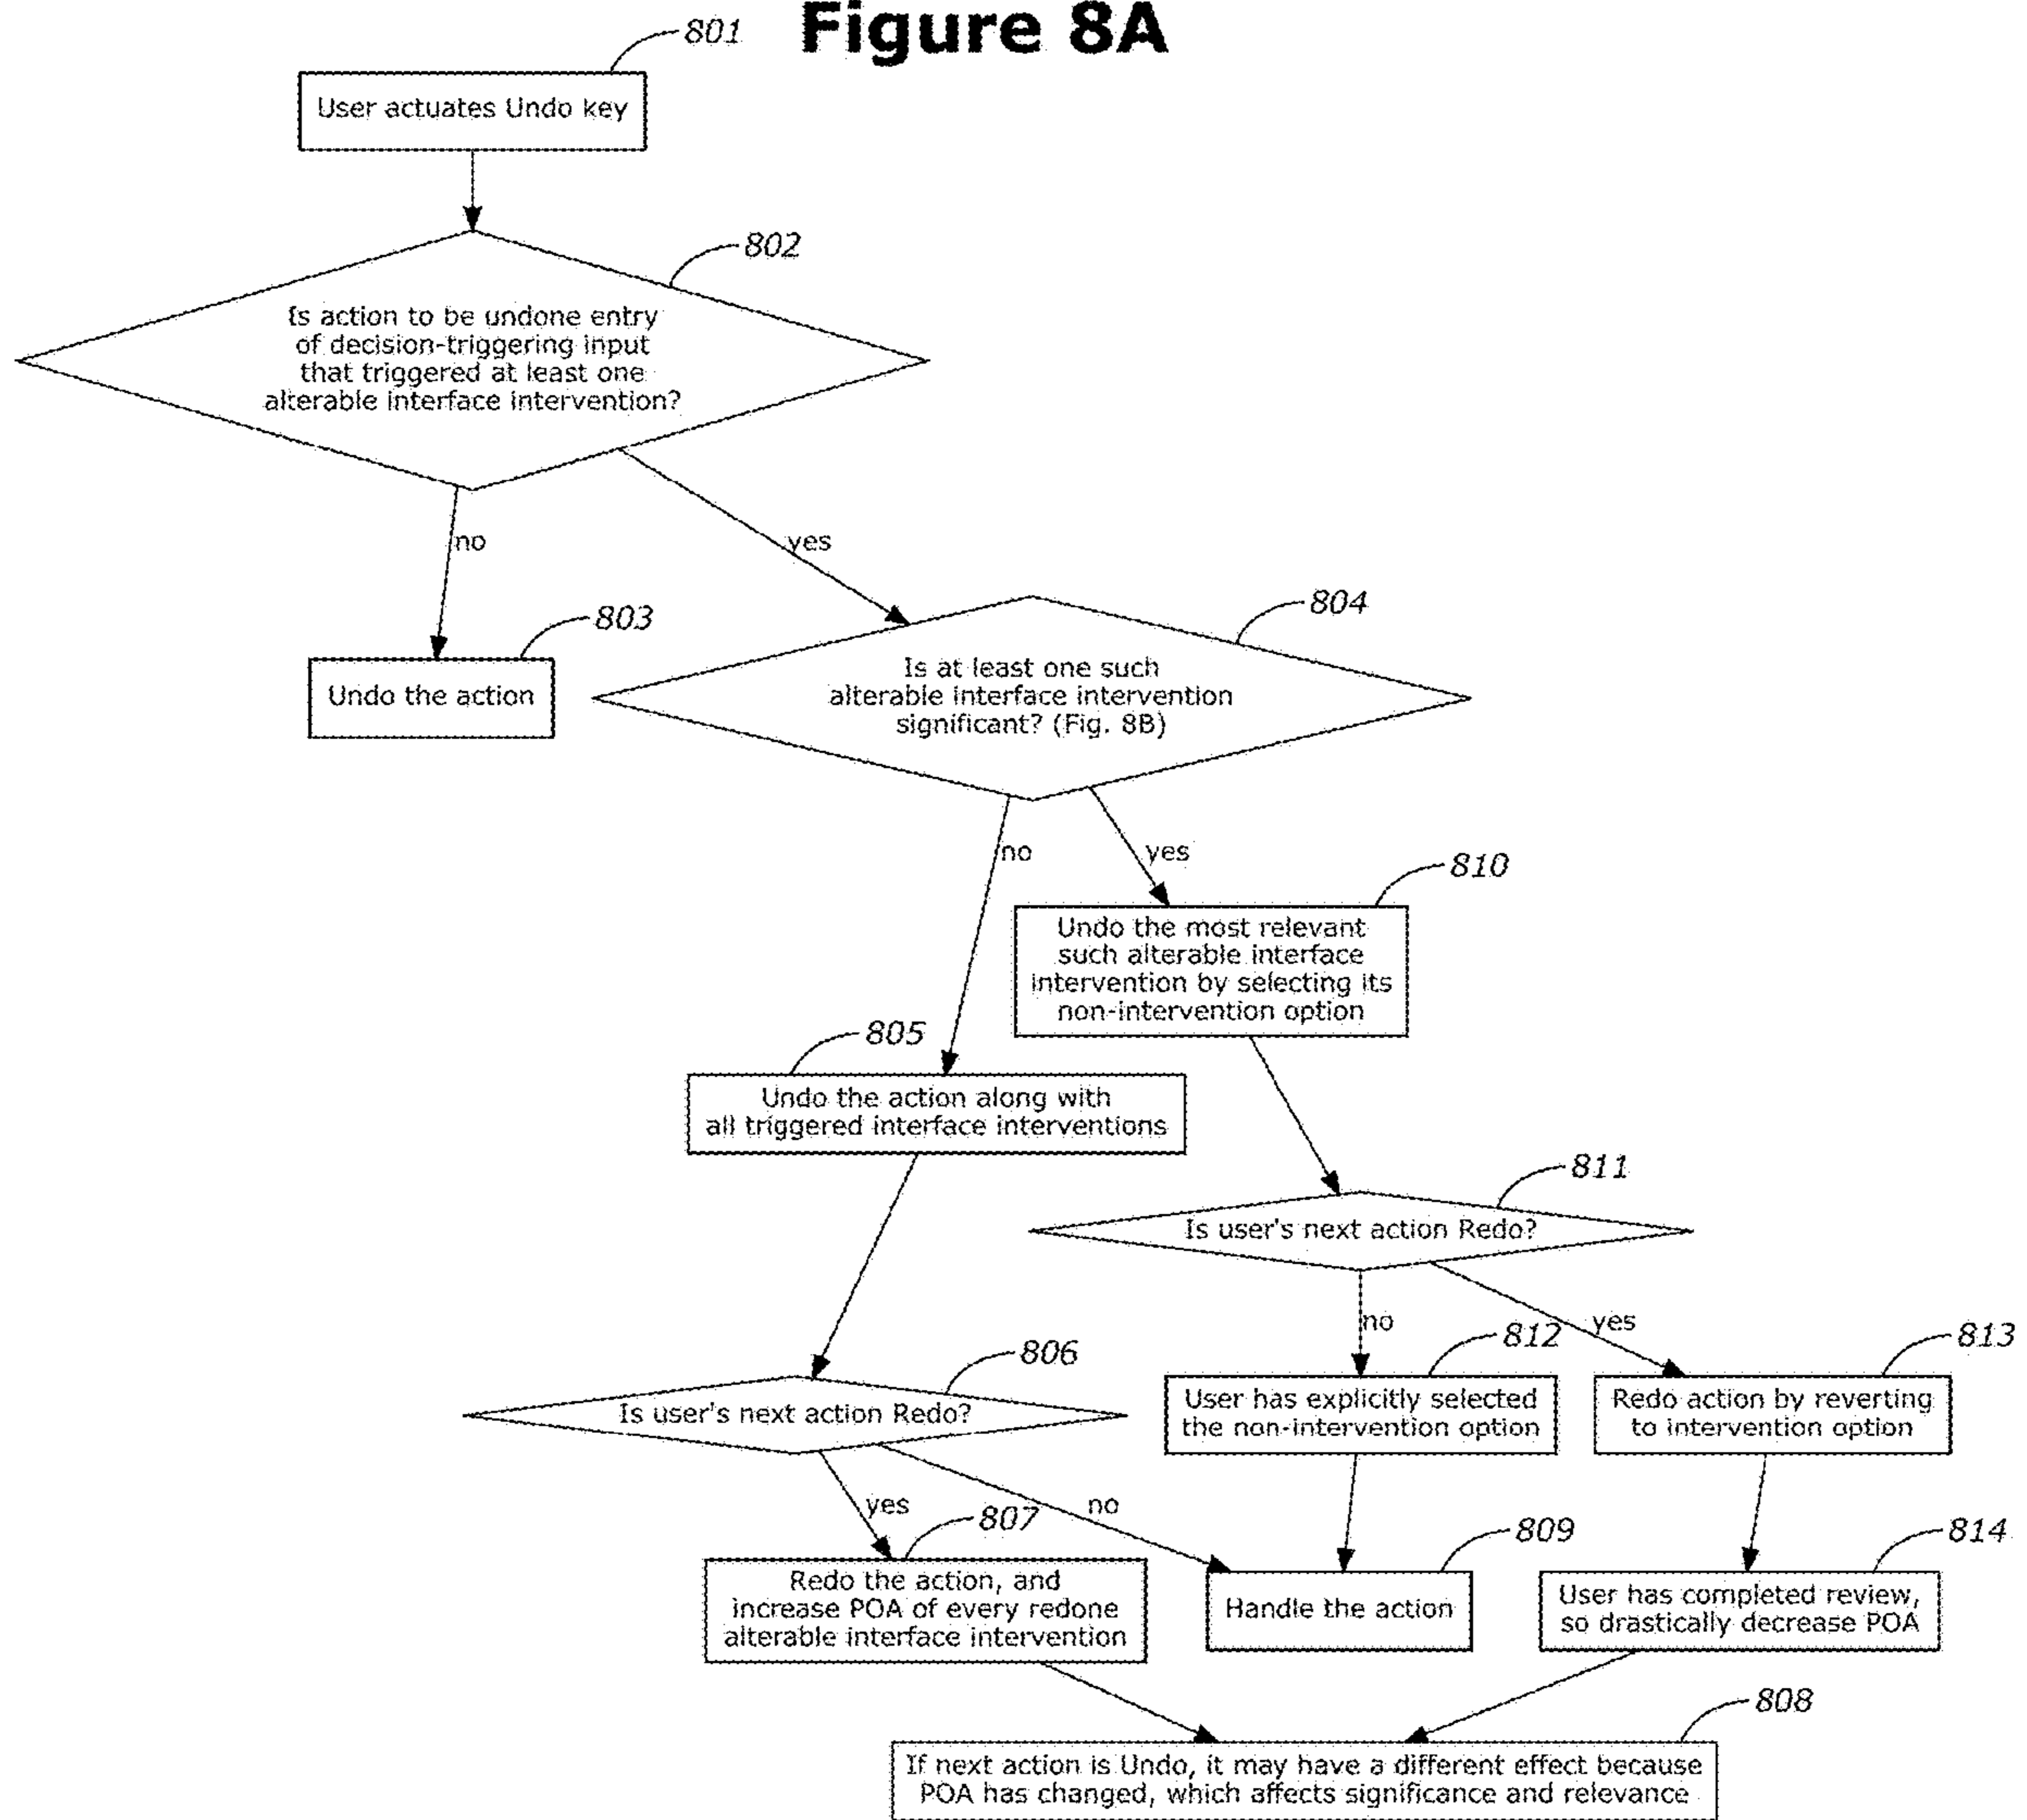 Figure 8A
801
User actuates Undo key
802
Is action to be undone entry
of decision-triggering input
that triggered at least one
alterable interface intervention?
no
yes
803
Undo the action
804
Is at least one such
alterable interface intervention
significant? (Fig. 8B)
no
yes
810
Undo the most relevant
such alterable interface
intervention by selecting its
non-intervention option
805
Undo the action along with
all triggered interface interventions
811
Is user's next action Redo?
no
yes
806
Is user's next action Redo?
812
User has explicitly selected
the non-intervention option
813
Redo action by reverting
to intervention option
yes
no
807
Redo the action, and
increase POA of every redone
alterable interface intervention
809
Handle the action
814
User has completed review,
so drastically decrease POA
808
If next action is Undo, it may have a different effect because
POA has changed, which affects significance and relevance